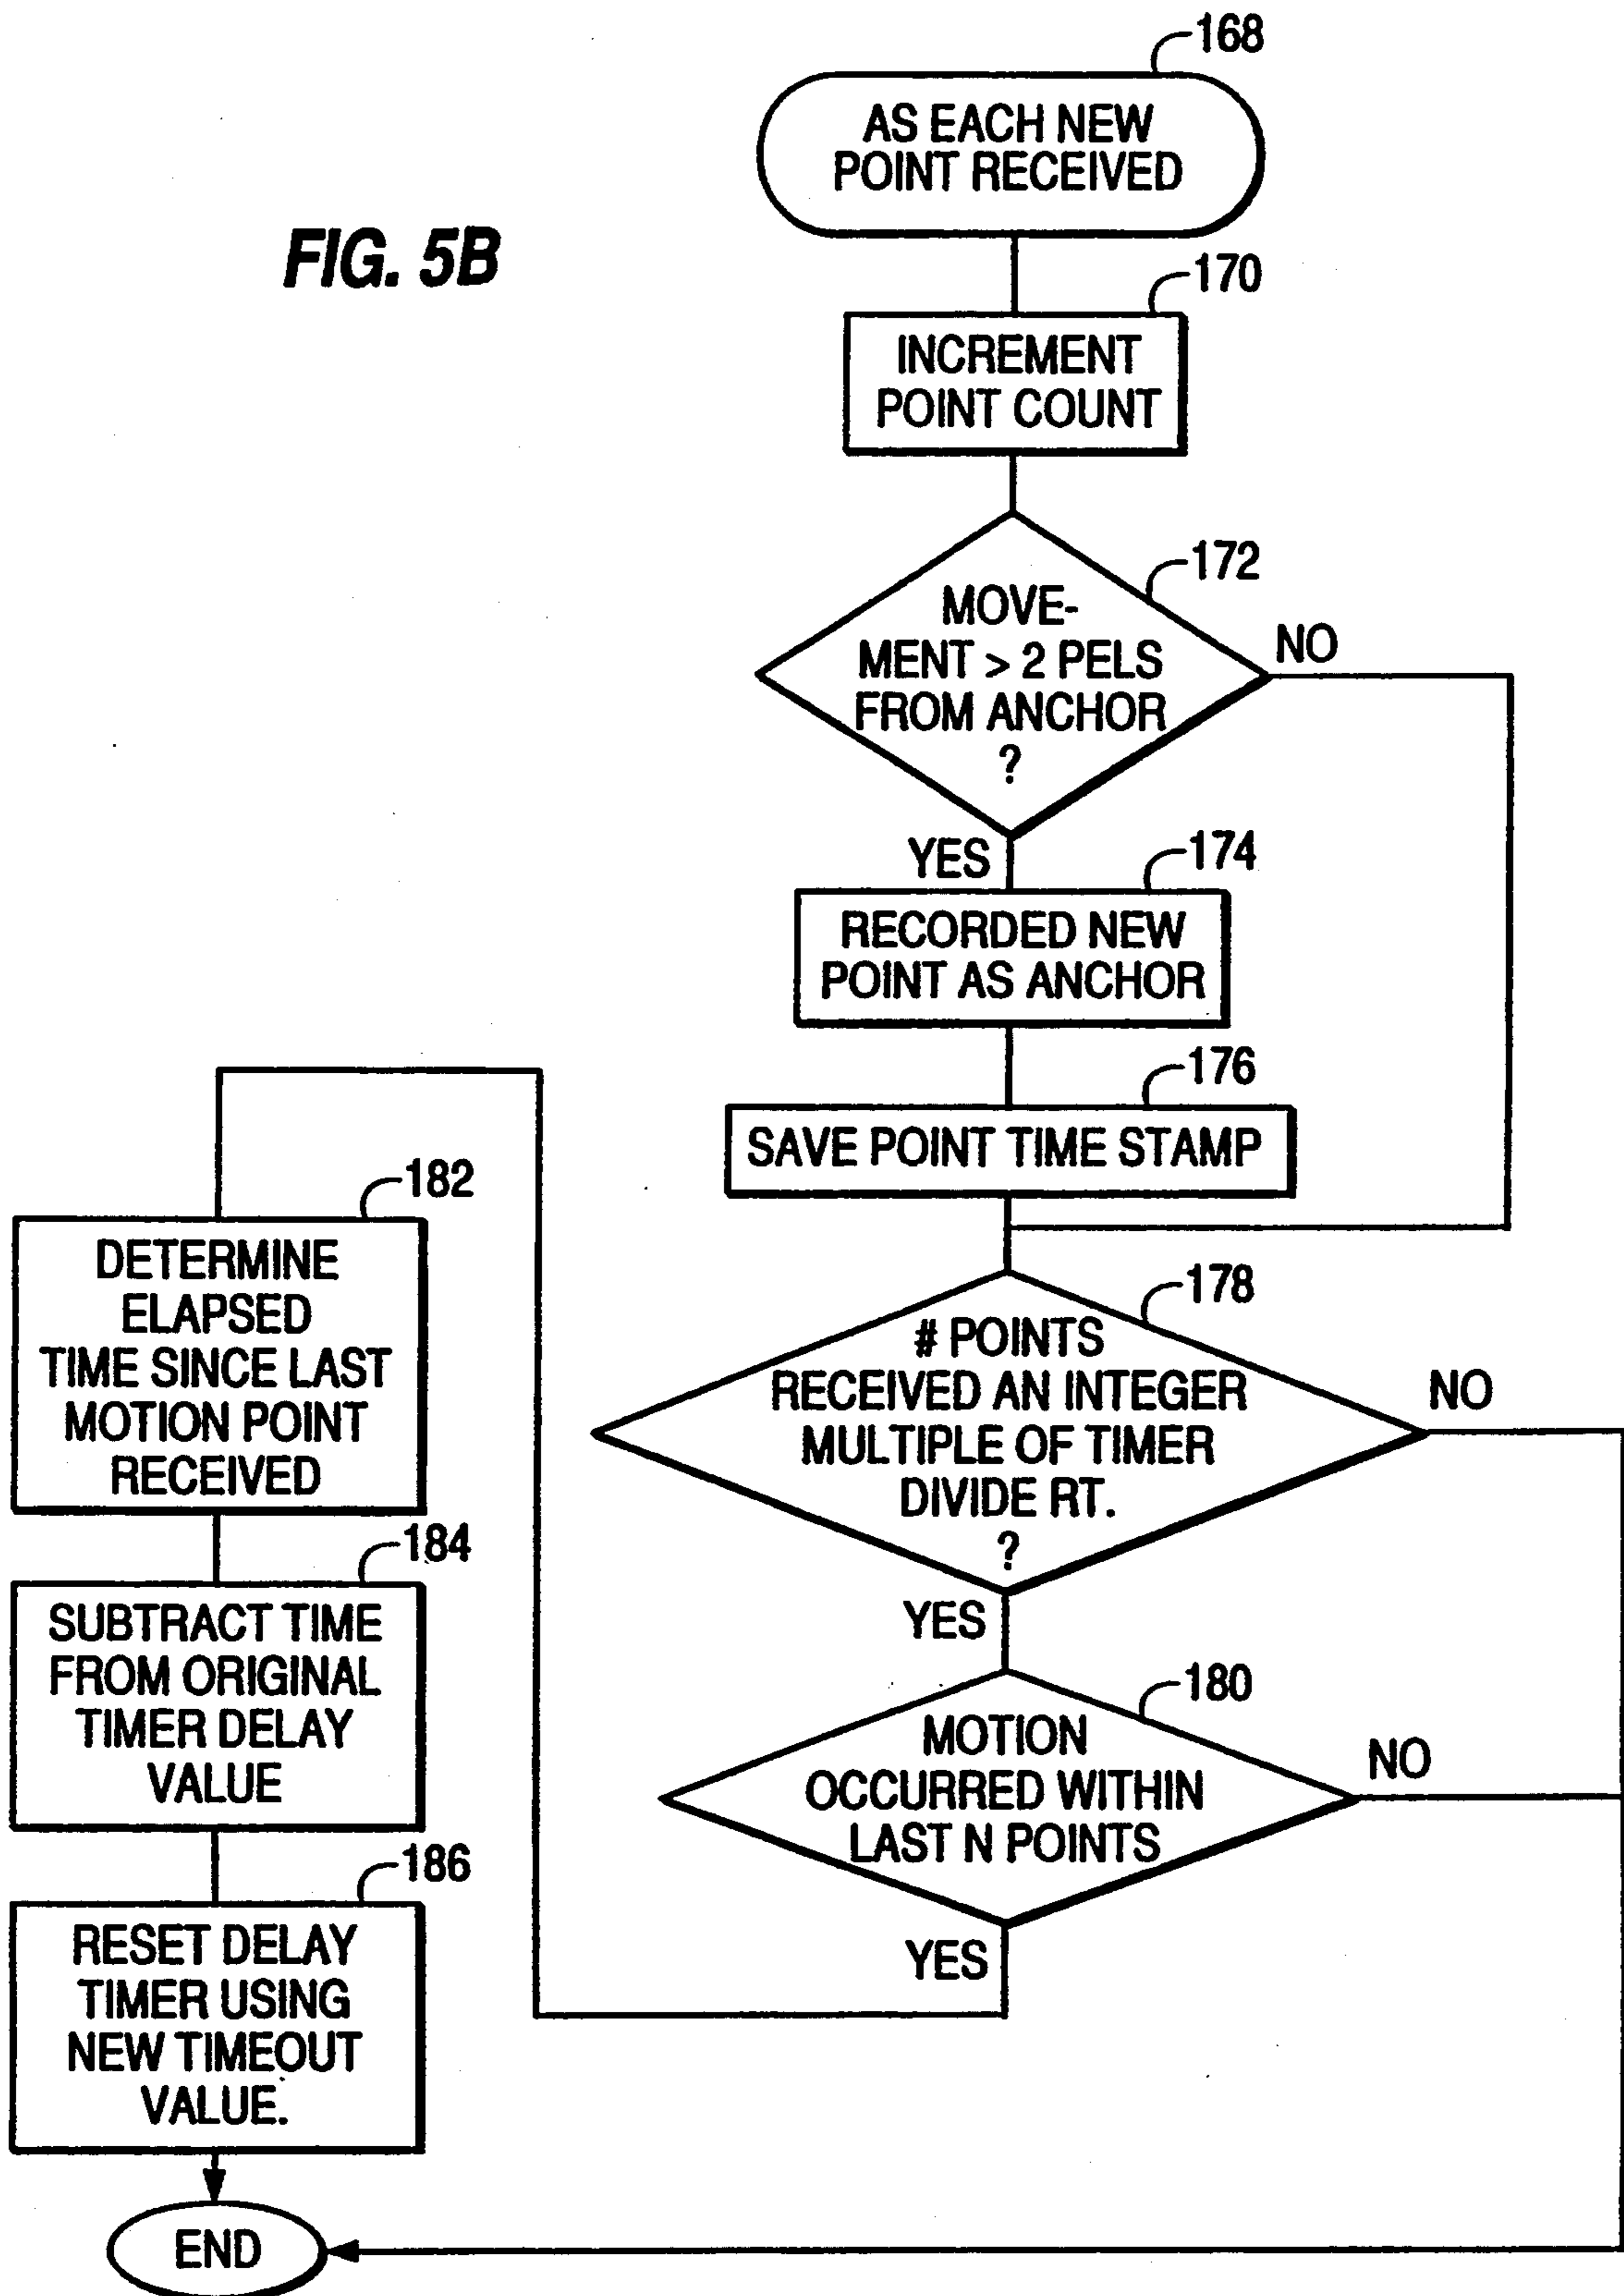 FIG. 5B
168
AS EACH NEW
POINT RECEIVED
170
INCREMENT
POINT COUNT
172
MOVE-
MENT > 2 PELS
FROM ANCHOR
?
NO
YES
174
RECORDED NEW
POINT AS ANCHOR
176
SAVE POINT TIME STAMP
178
# POINTS
RECEIVED AN INTEGER
MULTIPLE OF TIMER
DIVIDE RT.
?
NO
YES
180
MOTION
OCCURRED WITHIN
LAST N POINTS
NO
YES
182
DETERMINE
ELAPSED
TIME SINCE LAST
MOTION POINT
RECEIVED
184
SUBTRACT TIME
FROM ORIGINAL
TIMER DELAY
VALUE
186
RESET DELAY
TIMER USING
NEW TIMEOUT
VALUE.
END